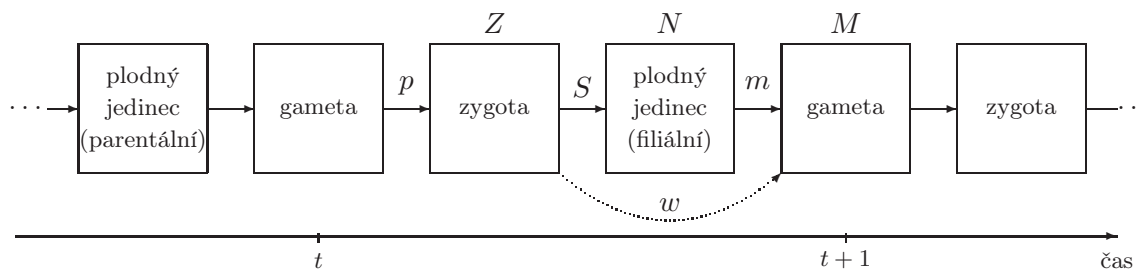 Z N M
· · · plodný jedinec (parentální) gameta p zygota S plodný jedinec (filiální) m gameta zygota · ·
w
t t + 1 čas